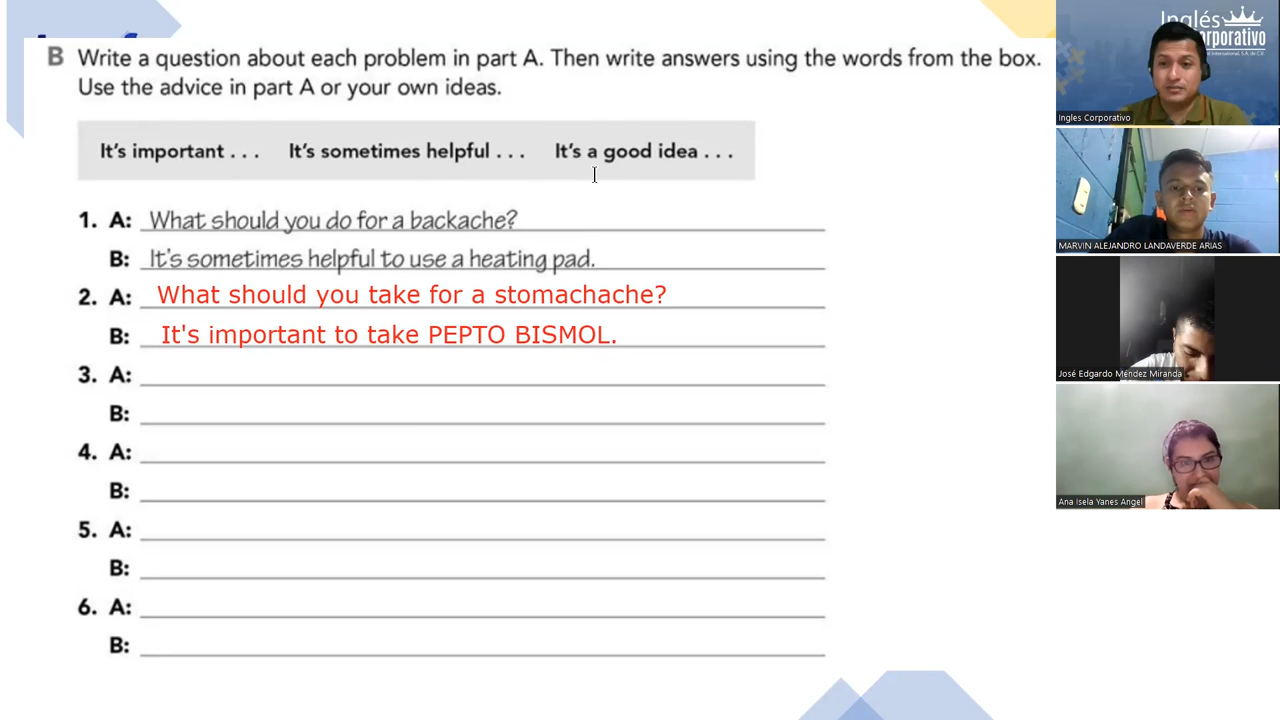 B Write a question about each problem in part A. Then write answers using the words from the box.
Use the advice in part A or your own ideas.
It's important . . . It's sometimes helpful . . . It's a good idea . . .
1. A: What should you do for a backache?
B: It's sometimes helpful to use a heating pad.
2. A: What should you take for a stomachache?
B: It's important to take PEPTO BISMOL.
3. A:
B:
4. A:
B:
5. A:
B:
6. A:
B:
Inglés
Corporativo
Ingles Corporativo
MARVIN ALEJANDRO LANDAVERDE ARIAS
José Edgardo Méndez Miranda
Ana Isela Yanes Angel